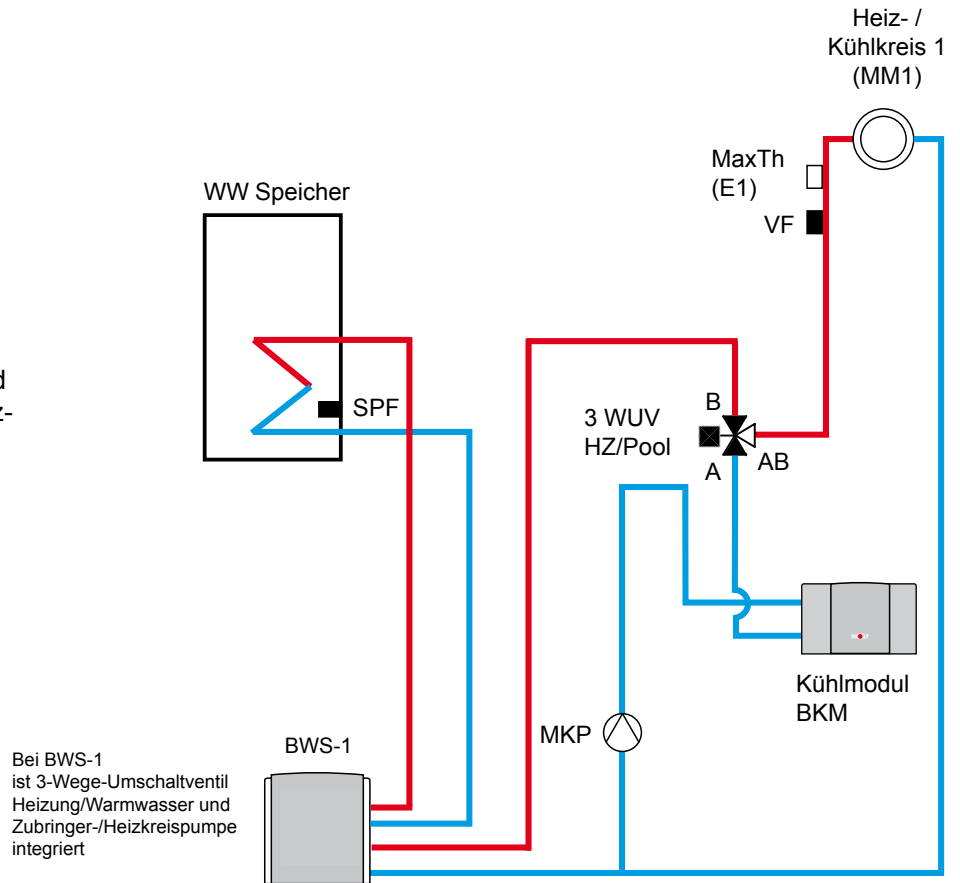 Heiz- /
Kühlkreis 1
(MM1)
MaxTh
(E1)
VF
WW Speicher
d
z-
SPF
3 WUV
HZ/Pool
B
A
AB
Kühlmodul
BKM
MKP
BWS-1
Bei BWS-1
ist 3-Wege-Umschaltventil
Heizung/Warmwasser und
Zubringer-/Heizkreispumpe
integriert